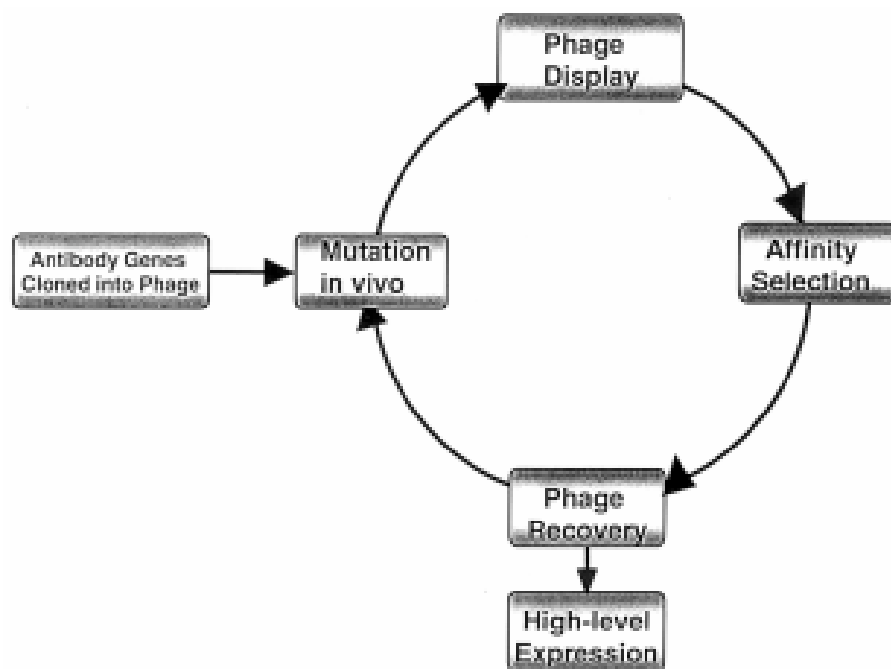 Phage
Display
Antibody Genes
Cloned into Phage
Mutation
in vivo
Affinity
Selection
Phage
Recovery
High-level
Expression